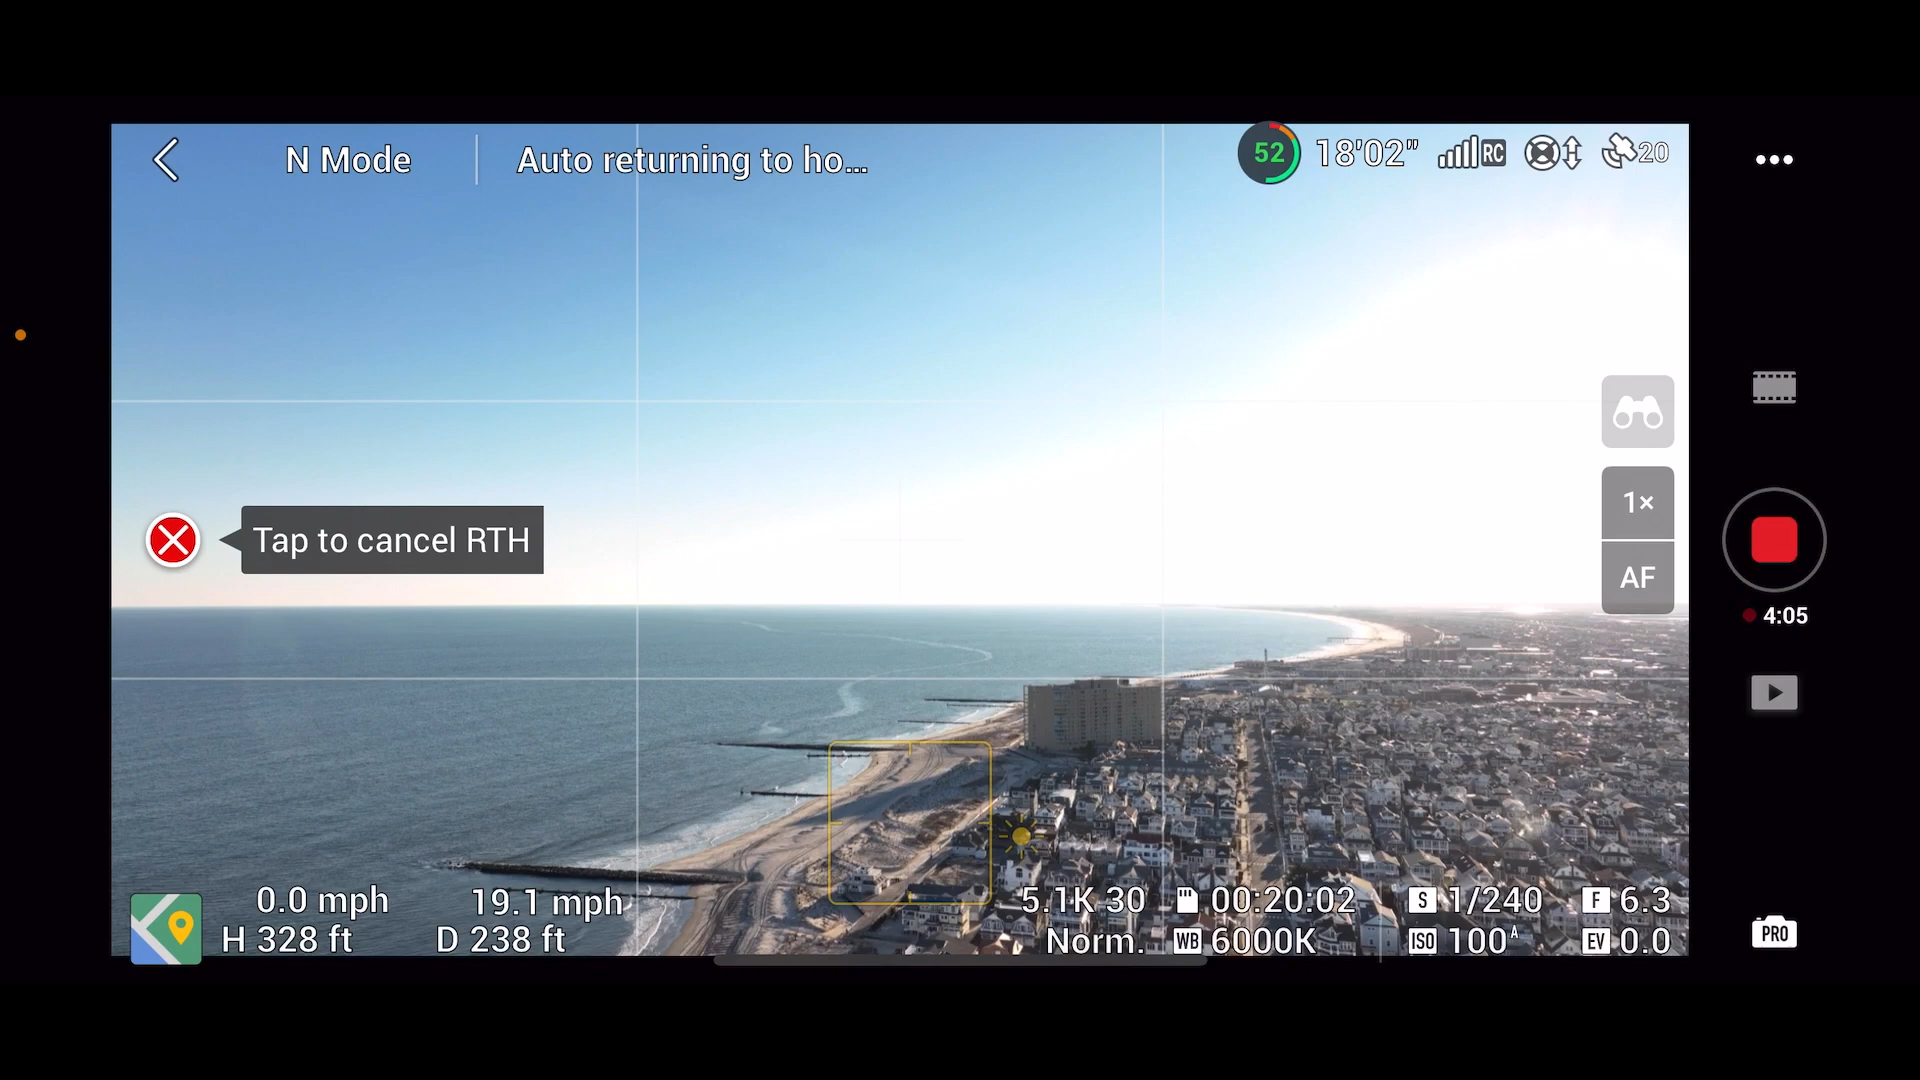 N Mode
Auto returning to ho...
52
18'02"
RC
20
Tap to cancel RTH
1×
AF
4:05
0.0 mph
19.1 mph
H 328 ft
D 238 ft
5.1K 30
00:20:02
S 1/240
F 6.3
Norm.
WB 6000K
ISO 100 A
EV 0.0
PRO